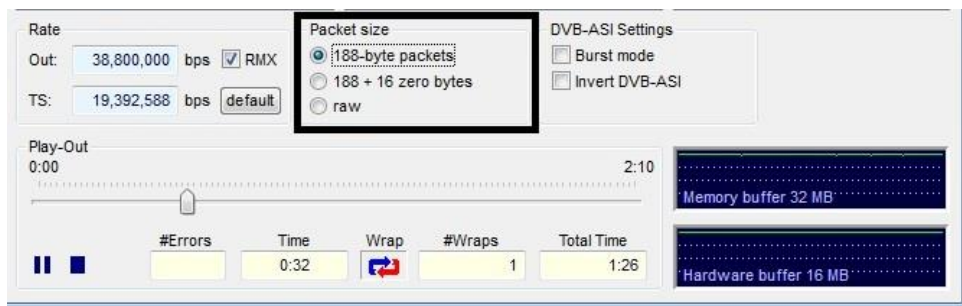 Rate
Out: 38,800,000 bps RMX
TS: 19,392,588 bps default
Packet size
188-byte packets
188 + 16 zero bytes
raw
DVB-ASI Settings
Burst mode
Invert DVB-ASI
Play-Out
0:00 2:10
#Errors Time Wrap #Wraps Total Time
0:32 1 1:26
Memory buffer 32 MB
Hardware buffer 16 MB